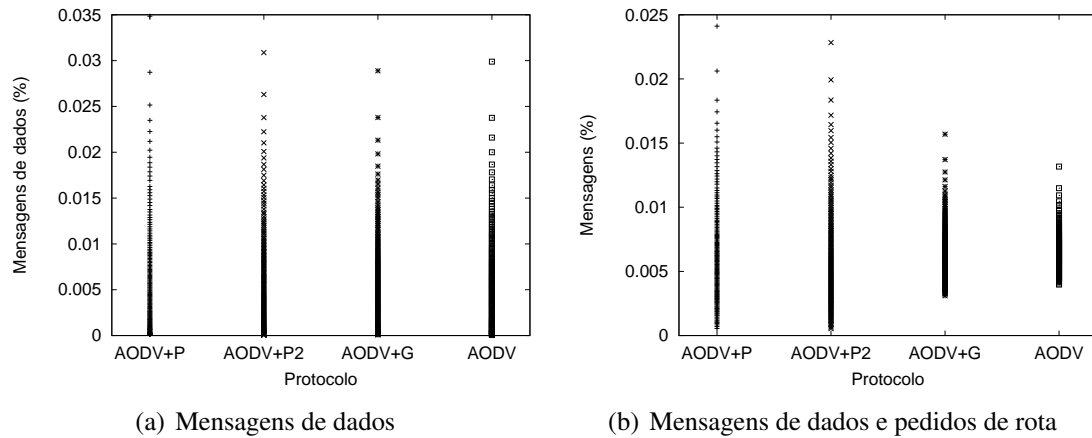 Mensagens de dados (%)
0.035
0.03
0.025
0.02
0.015
0.01
0.005
0
AODV+P AODV+P2 AODV+G AODV
Protocolo
(a) Mensagens de dados
Mensagens (%)
0.025
0.02
0.015
0.01
0.005
0
AODV+P AODV+P2 AODV+G AODV
Protocolo
(b) Mensagens de dados e pedidos de rota